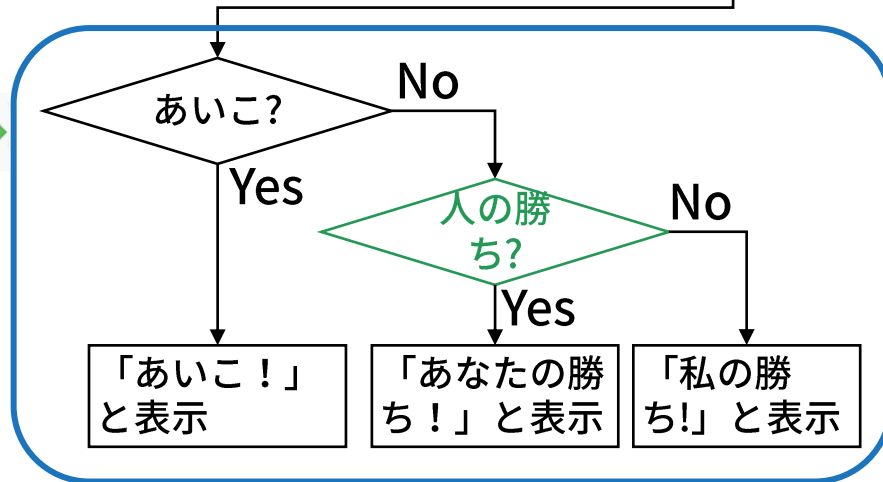 あいこ?
No
Yes
人の勝
ち?
No
Yes
「あいこ！」
と表示
「あなたの勝
ち！」と表示
「私の勝
ち!」と表示